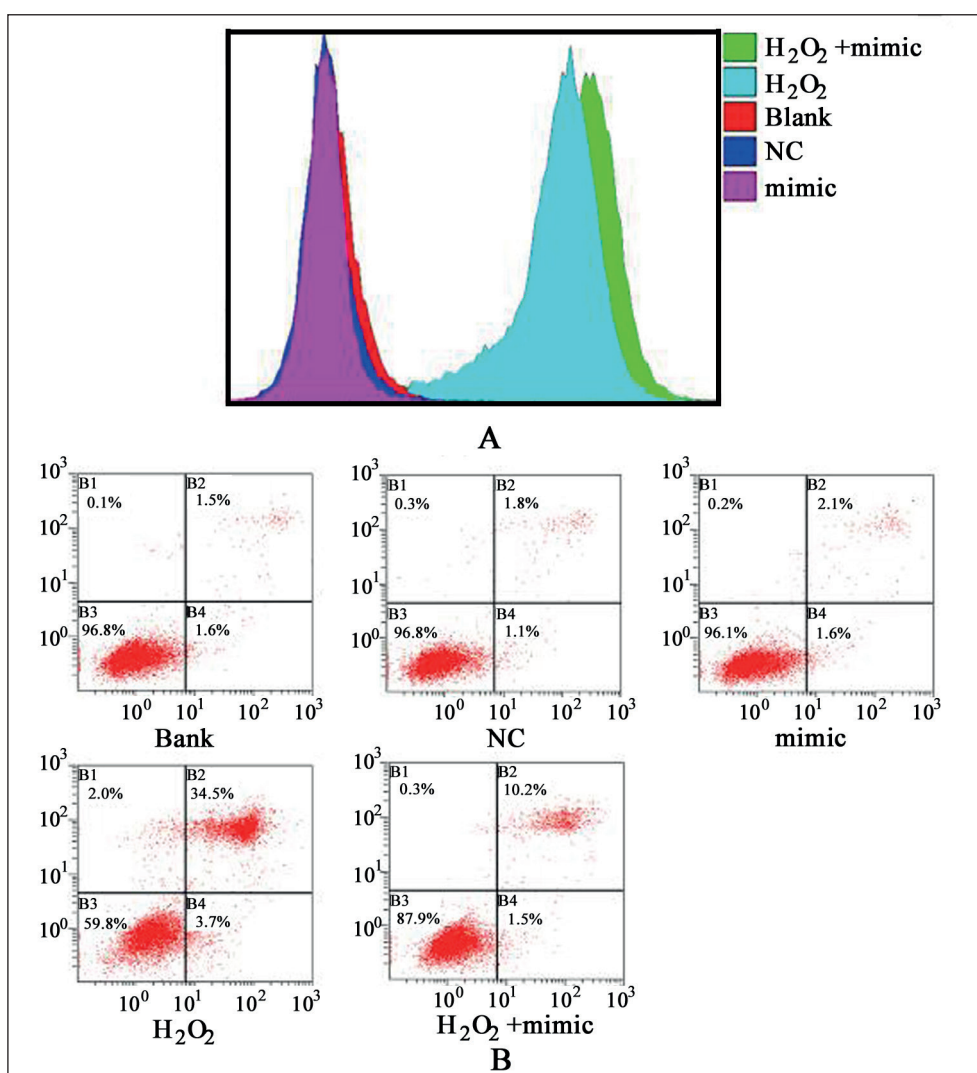 H₂O₂ +mimic
H₂O₂
Blank
NC
mimic
A
10³
10²
10¹
10⁰
B1
0.1%
B2
1.5%
B3
96.8%
B4
1.6%
10⁰ 10¹ 10² 10³
Bank
10³
10²
10¹
10⁰
B1
0.3%
B2
1.8%
B3
96.8%
B4
1.1%
10⁰ 10¹ 10² 10³
NC
10³
10²
10¹
10⁰
B1
0.2%
B2
2.1%
B3
96.1%
B4
1.6%
10⁰ 10¹ 10² 10³
mimic
10³
10²
10¹
10⁰
B1
2.0%
B2
34.5%
B3
59.8%
B4
3.7%
10⁰ 10¹ 10² 10³
H₂O₂
10³
10²
10¹
10⁰
B1
0.3%
B2
10.2%
B3
87.9%
B4
1.5%
10⁰ 10¹ 10² 10³
H₂O₂ +mimic
B